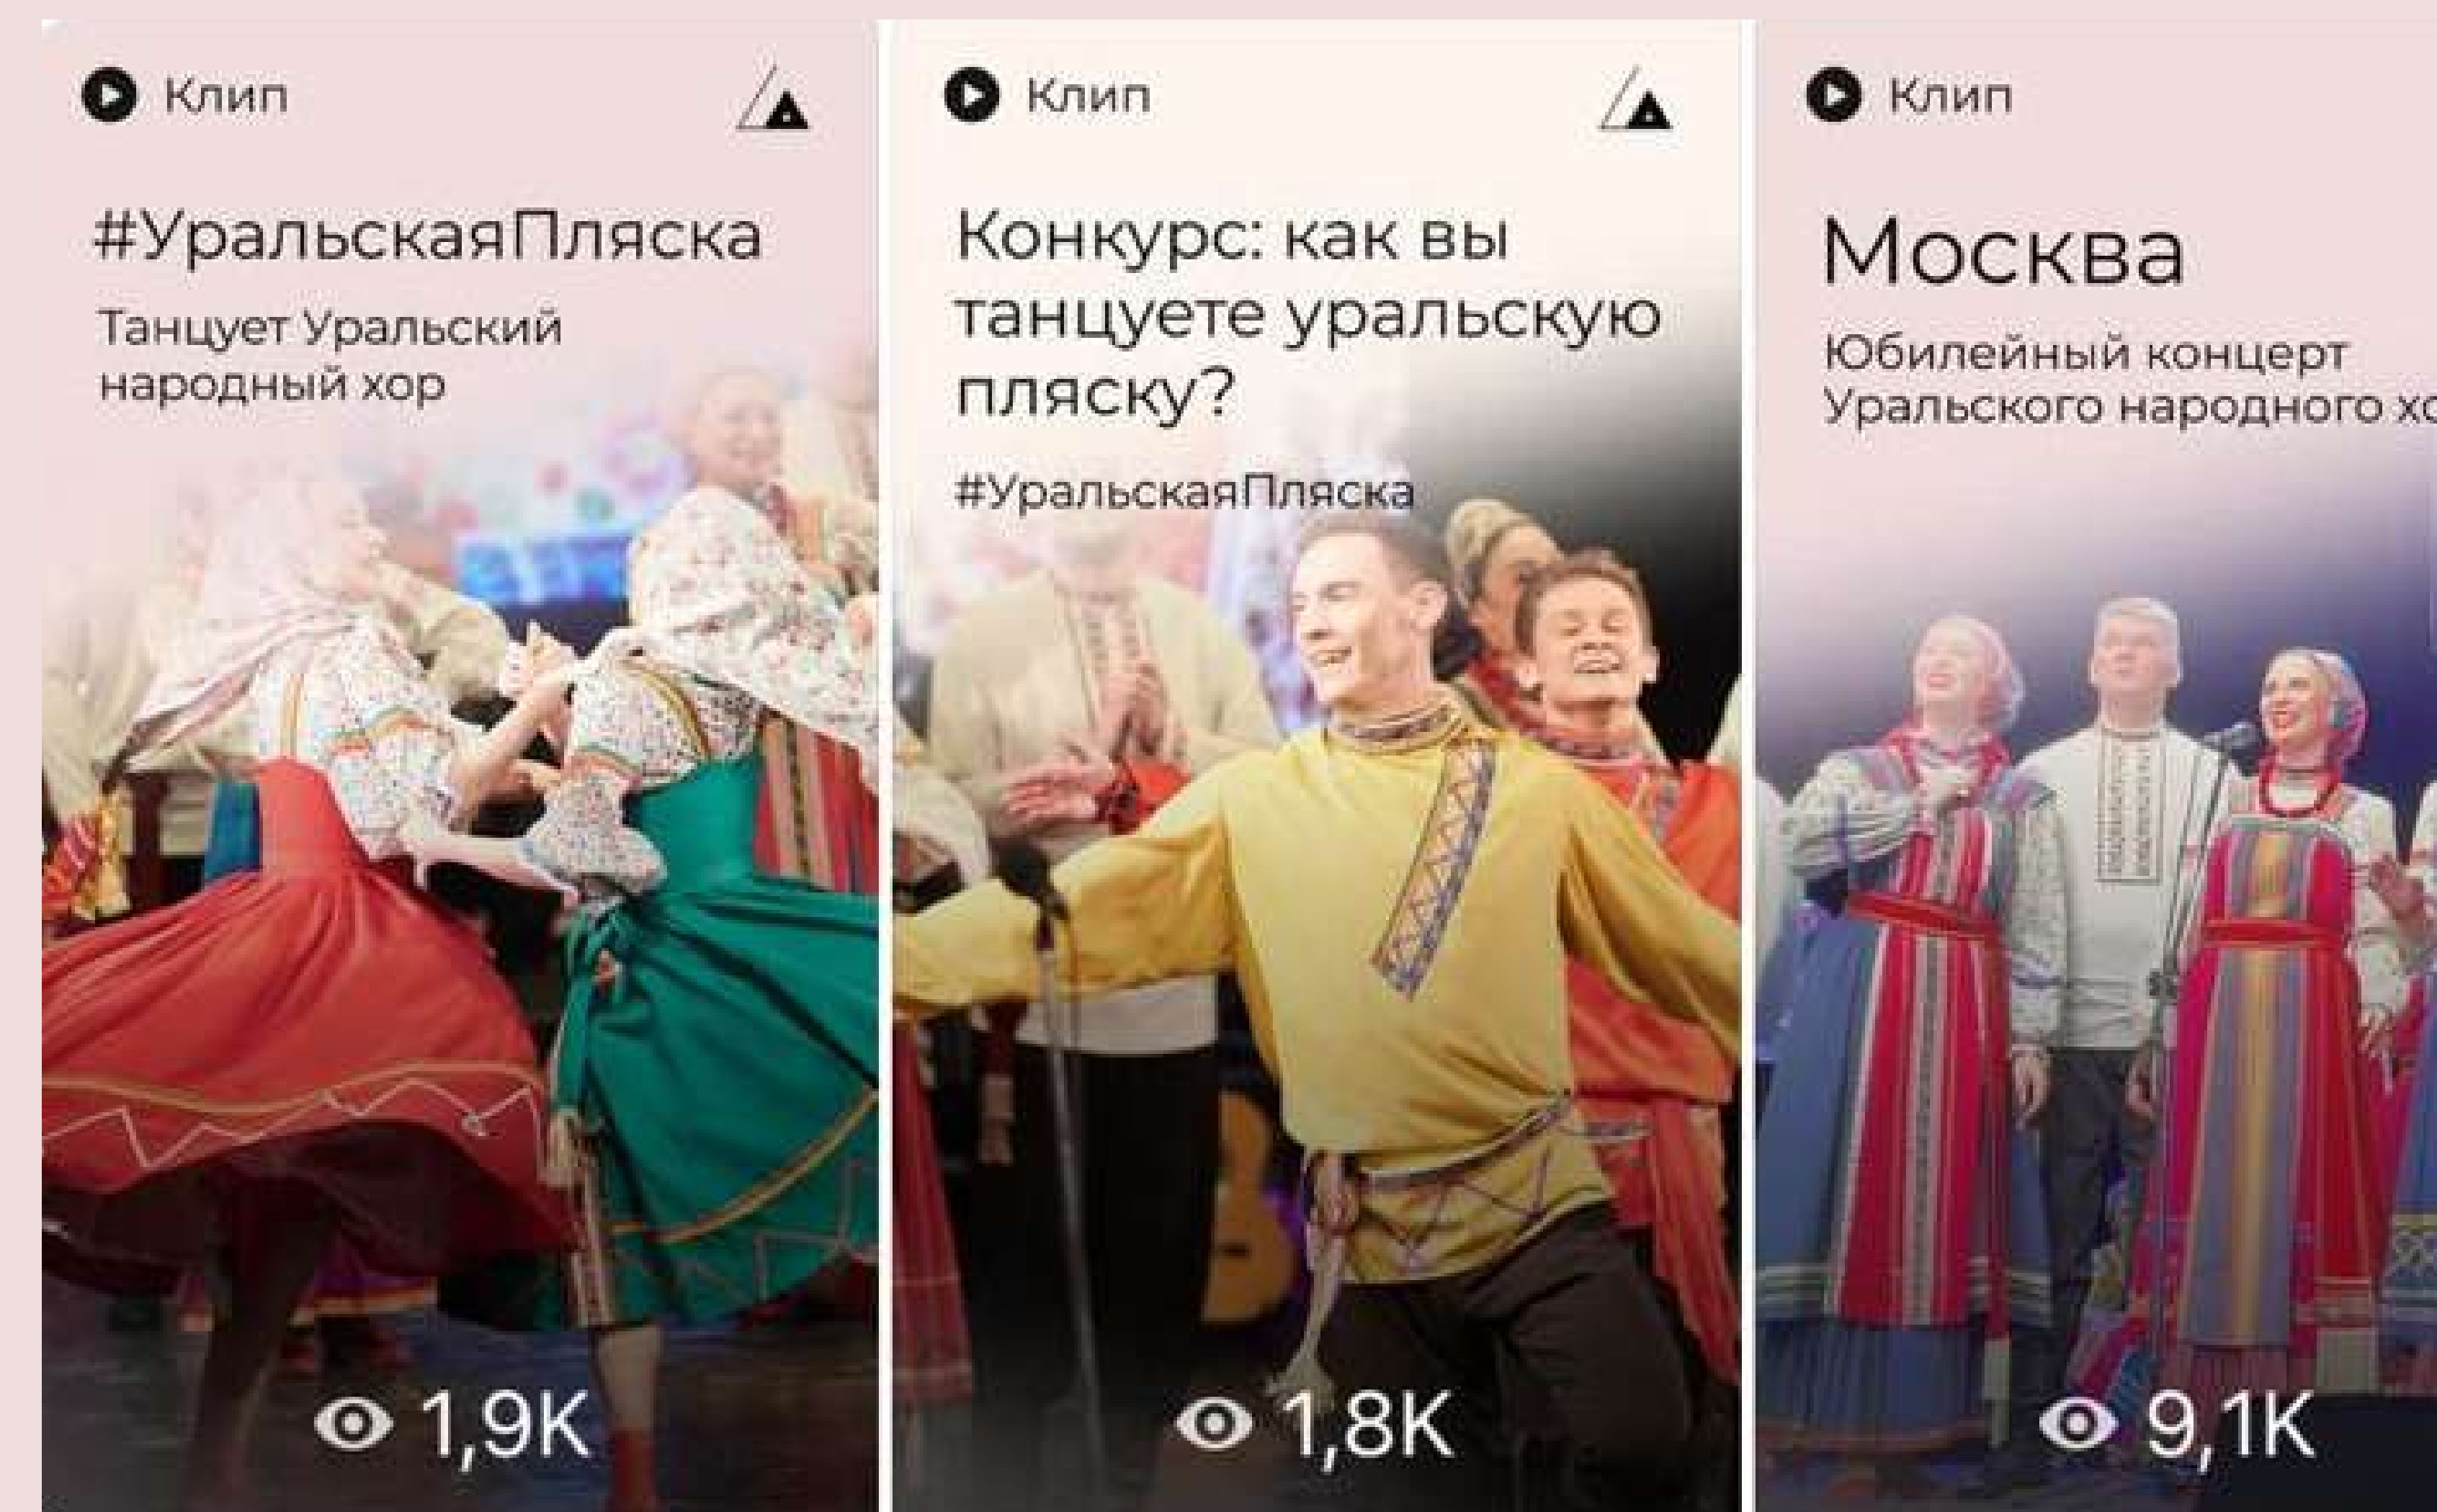 Клип
#УральскаяПляска
Танцует Уральский
народный хор
1,9K
Клип
Конкурс: как вы
танцуете уральскую
пляску?
#УральскаяПляска
1,8K
Клип
Москва
Юбилейный концерт
Уральского народного
9,1K